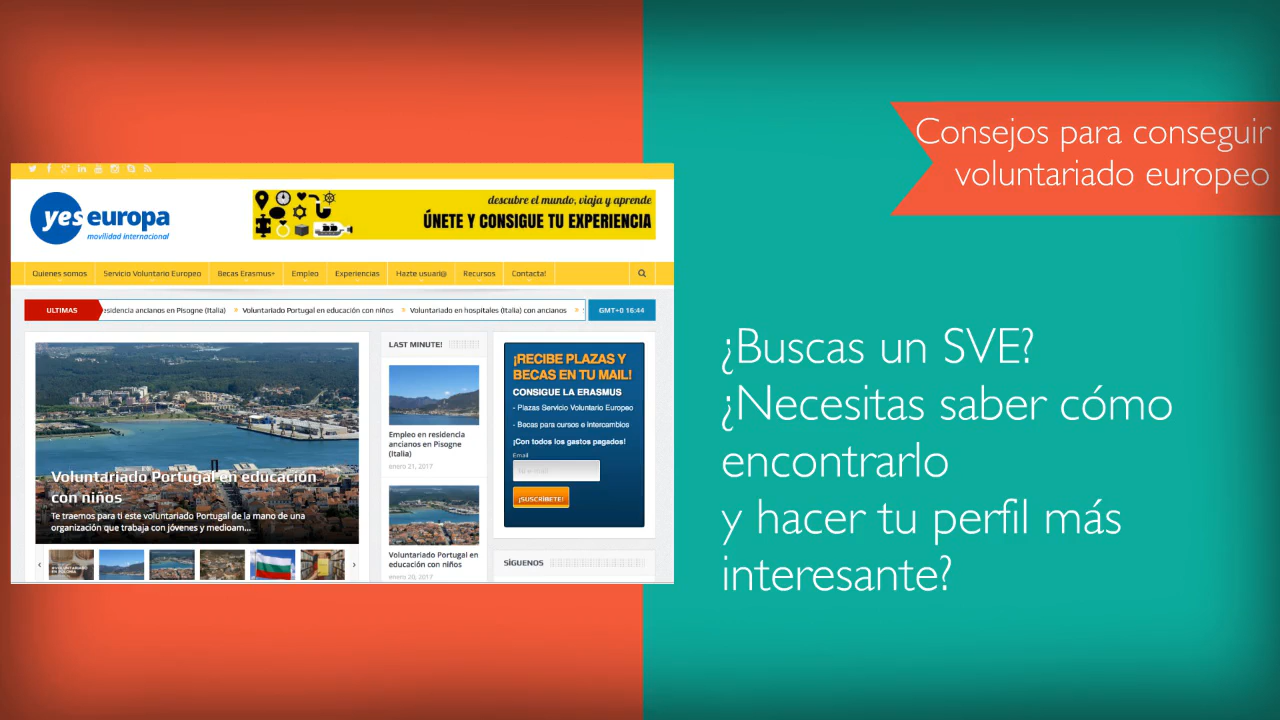 Consejos para conseguir
voluntariado europeo
yes europa
movilidad internacional
descubre el mundo, viaja y aprende
ÚNETE Y CONSIGUE TU EXPERIENCIA
Quienes somos
Servicio Voluntario Europeo
Becas Erasmus+
Empleo
Experiencias
Hazte usuari@
Recursos
Contacta!
ULTIMAS
esidencia ancianos en Pisogne (Italia) » Voluntariado Portugal en educación con niños » Voluntariado en hospitales (Italia) con ancianos »
GMT+0 16:44
Voluntariado Portugal en educación
con niños
Te traemos para ti este voluntariado Portugal de la mano de una
organización que trabaja con jóvenes y medioam...
LAST MINUTE!
Empleo en residencia
ancianos en Pisogne
(Italia)
enero 21, 2017
Voluntariado Portugal en
educación con niños
enero 20, 2017
¡RECIBE PLAZAS Y
BECAS EN TU MAIL!
CONSIGUE LA ERASMUS
- Plazas Servicio Voluntario Europeo
- Becas para cursos e intercambios
¡Con todos los gastos pagados!
Email
¡SUSCRÍBETE!
SÍGUENOS
¿Buscas un SVE?
¿Necesitas saber cómo
encontrarlo
y hacer tu perfil más
interesante?